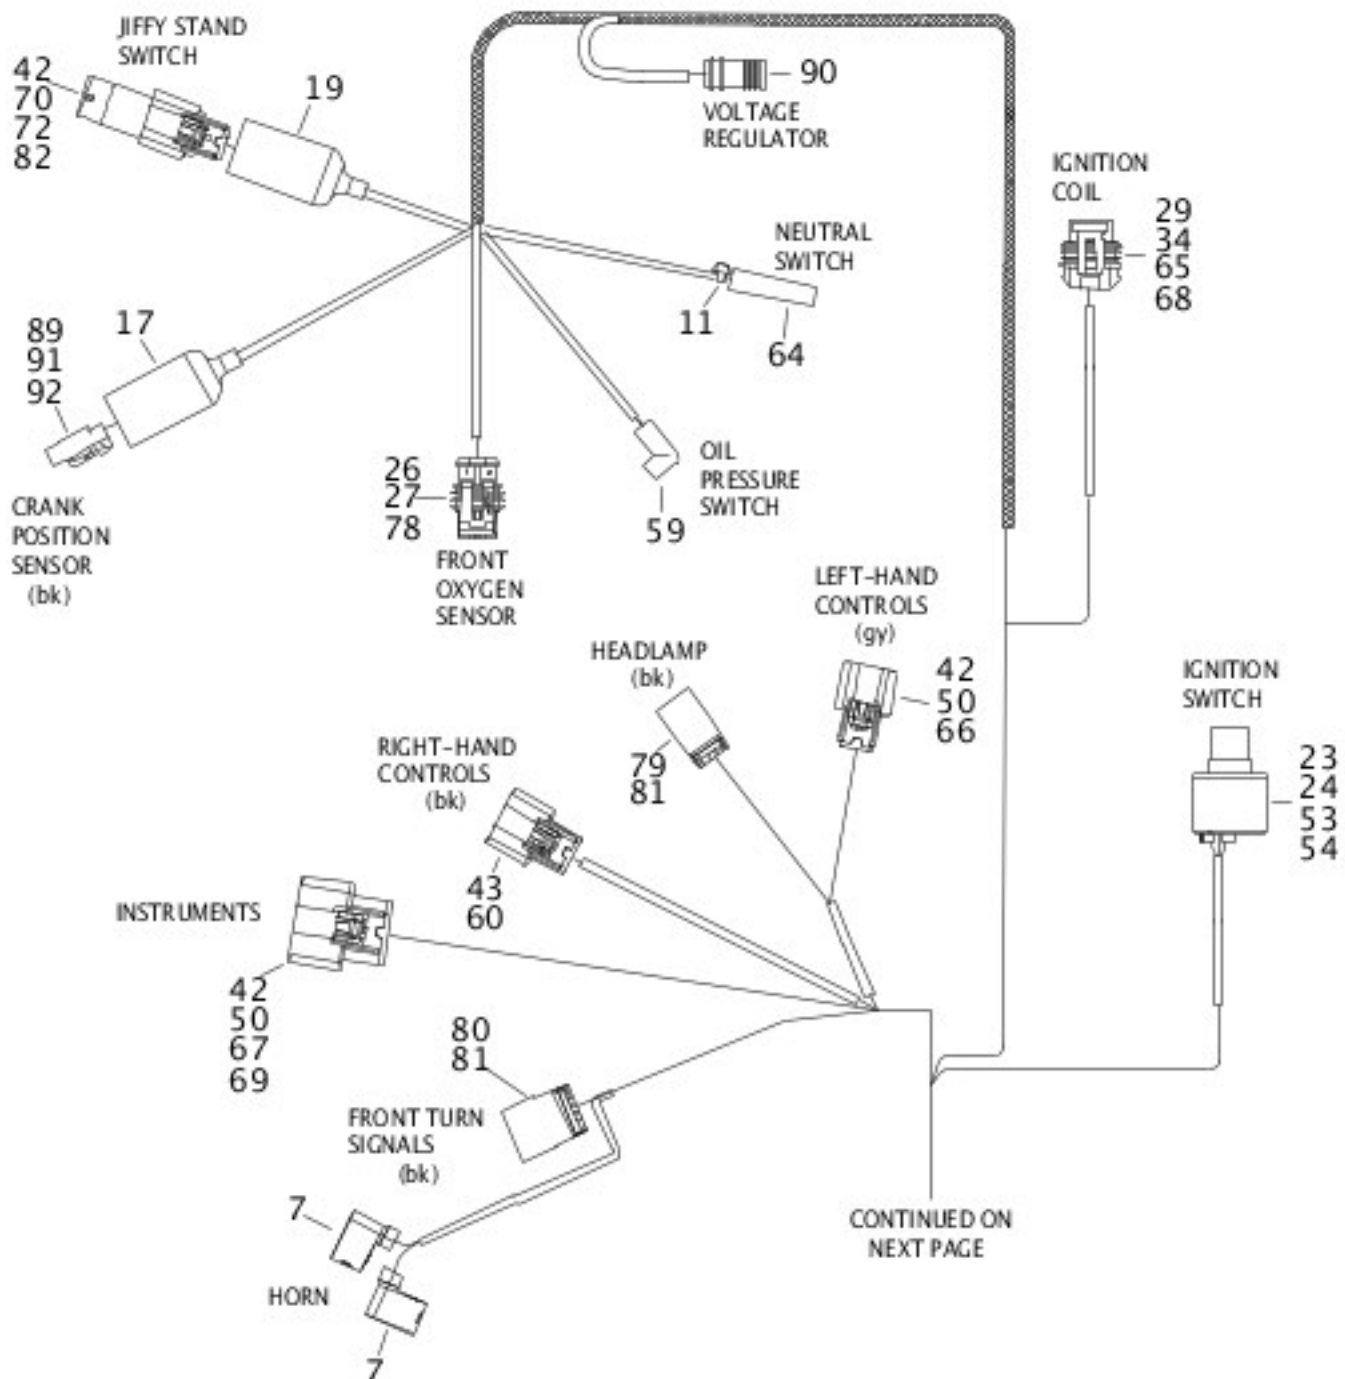 JIFFY STAND
SWITCH
42
70
72
82
19
90
VOLTAGE
REGULATOR
IGNITION
COIL
29
34
65
68
NEUTRAL
SWITCH
11
64
89
91
92
17
CRANK
POSITION
SENSOR
(bk)
26
27
78
FRONT
OXYGEN
SENSOR
OIL
PRESSURE
SWITCH
59
LEFT-HAND
CONTROLS
(gy)
42
50
66
HEADLAMP
(bk)
79
81
IGNITION
SWITCH
23
24
53
54
RIGHT-HAND
CONTROLS
(bk)
43
60
INSTRUMENTS
42
50
67
69
80
81
FRONT TURN
SIGNALS
(bk)
7
HORN
7
CONTINUED ON
NEXT PAGE